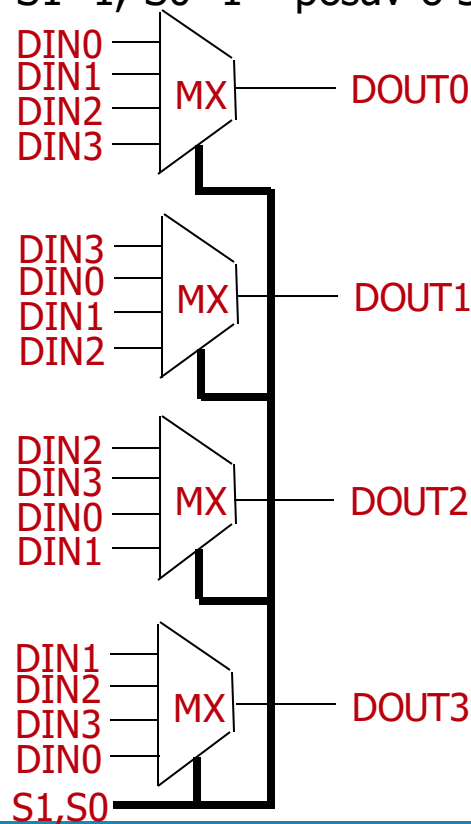 DIN0
DIN1
DIN2
DIN3
MX
DOUT0
DIN3
DIN0
DIN1
DIN2
MX
DOUT1
DIN2
DIN3
DIN0
DIN1
MX
DOUT2
DIN1
DIN2
DIN3
DIN0
MX
DOUT3
S1,S0